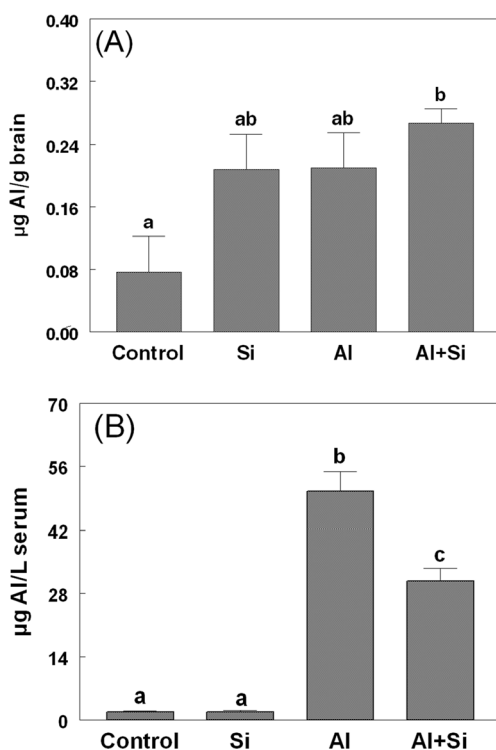 (A)
µg Al/g brain
0.40
0.32
0.24
0.16
0.08
0.00
a
ab
ab
b
Control Si Al Al+Si
(B)
µg Al/L serum
70
56
42
28
14
0
a
a
b
c
Control Si Al Al+Si